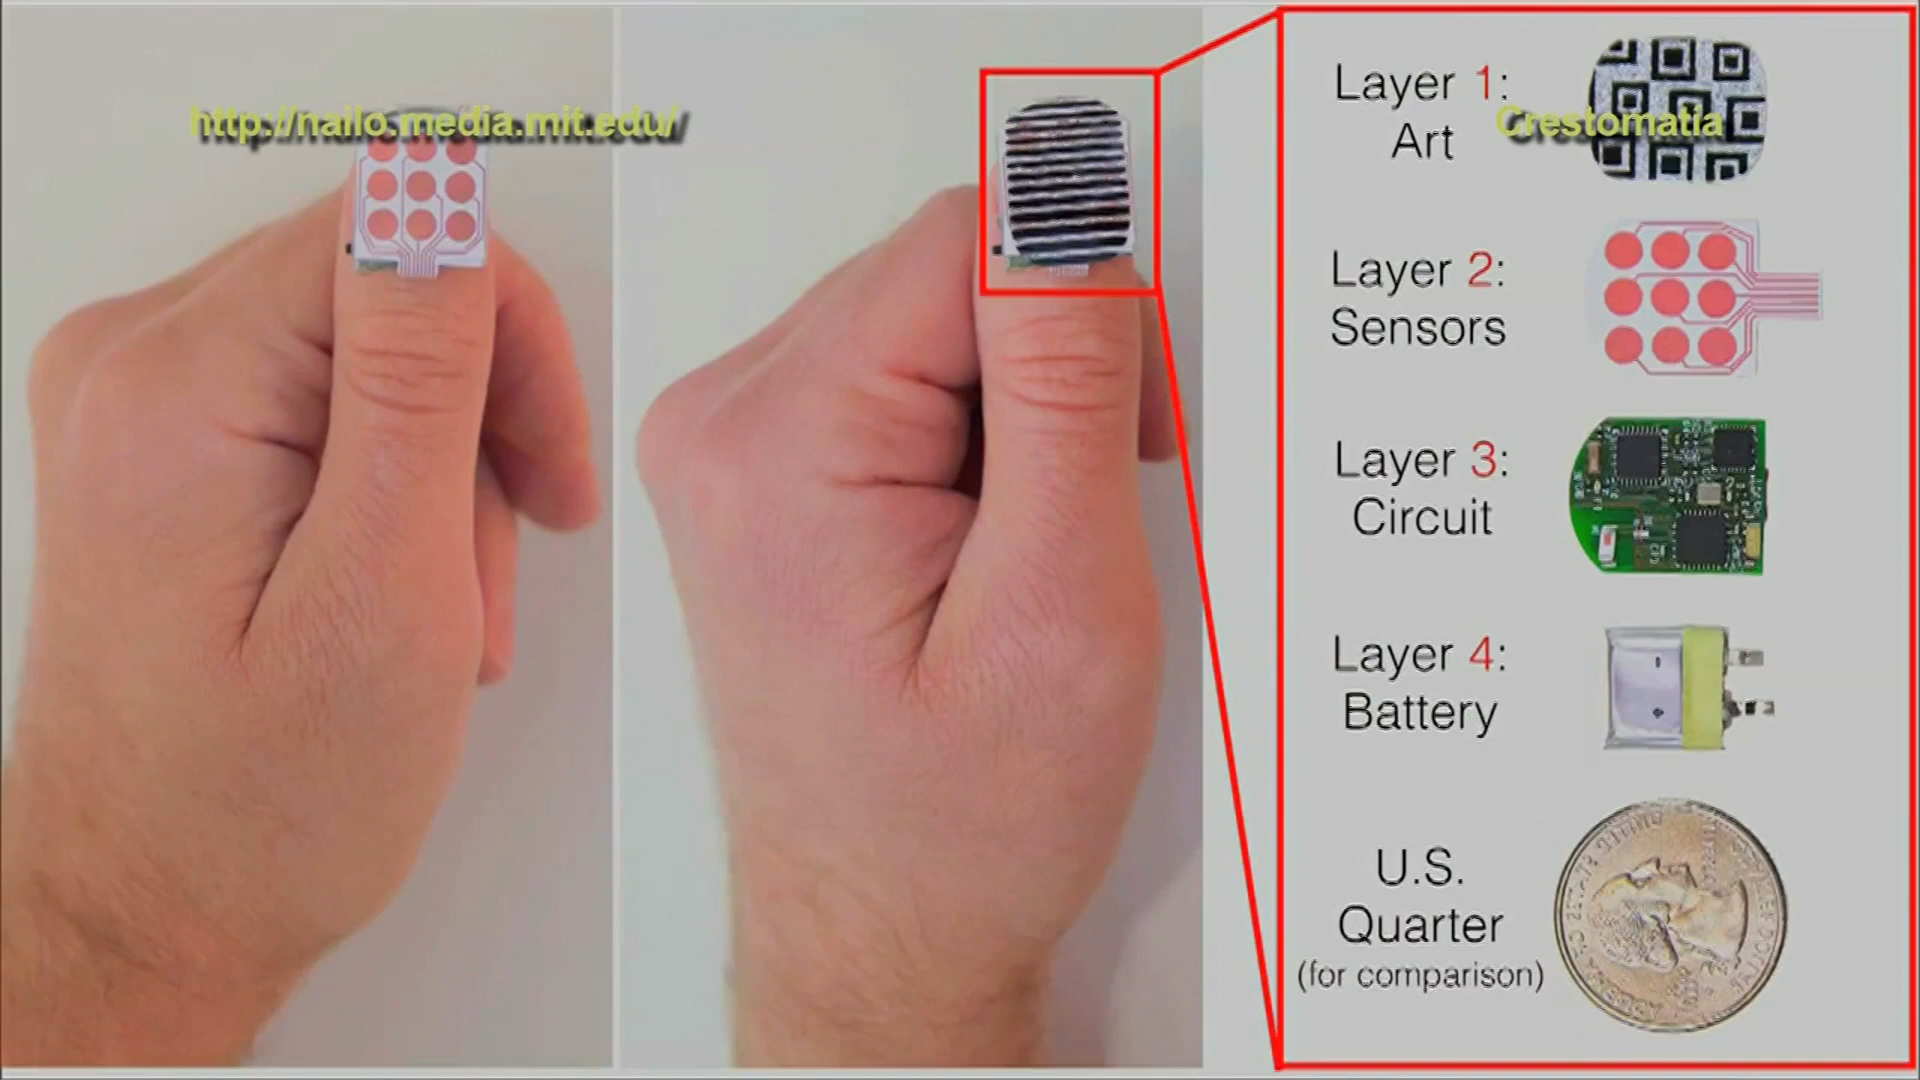 http://nailo.media.mit.edu/
Layer 1:
Art
Crestomatia
Layer 2:
Sensors
Layer 3:
Circuit
Layer 4:
Battery
U.S.
Quarter
(for comparison)